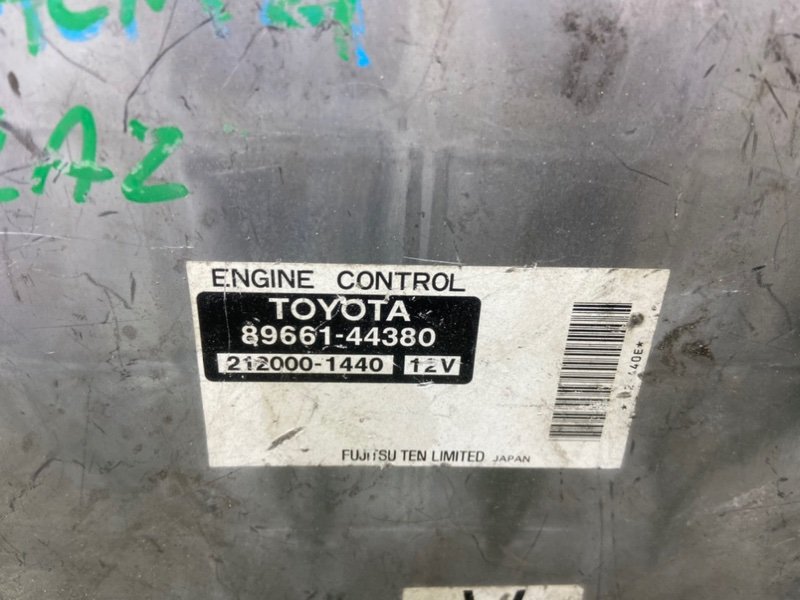 ENGINE CONTROL
TOYOTA
89661-44380
212000-1440 12V
FUJITSU TEN LIMITED JAPAN